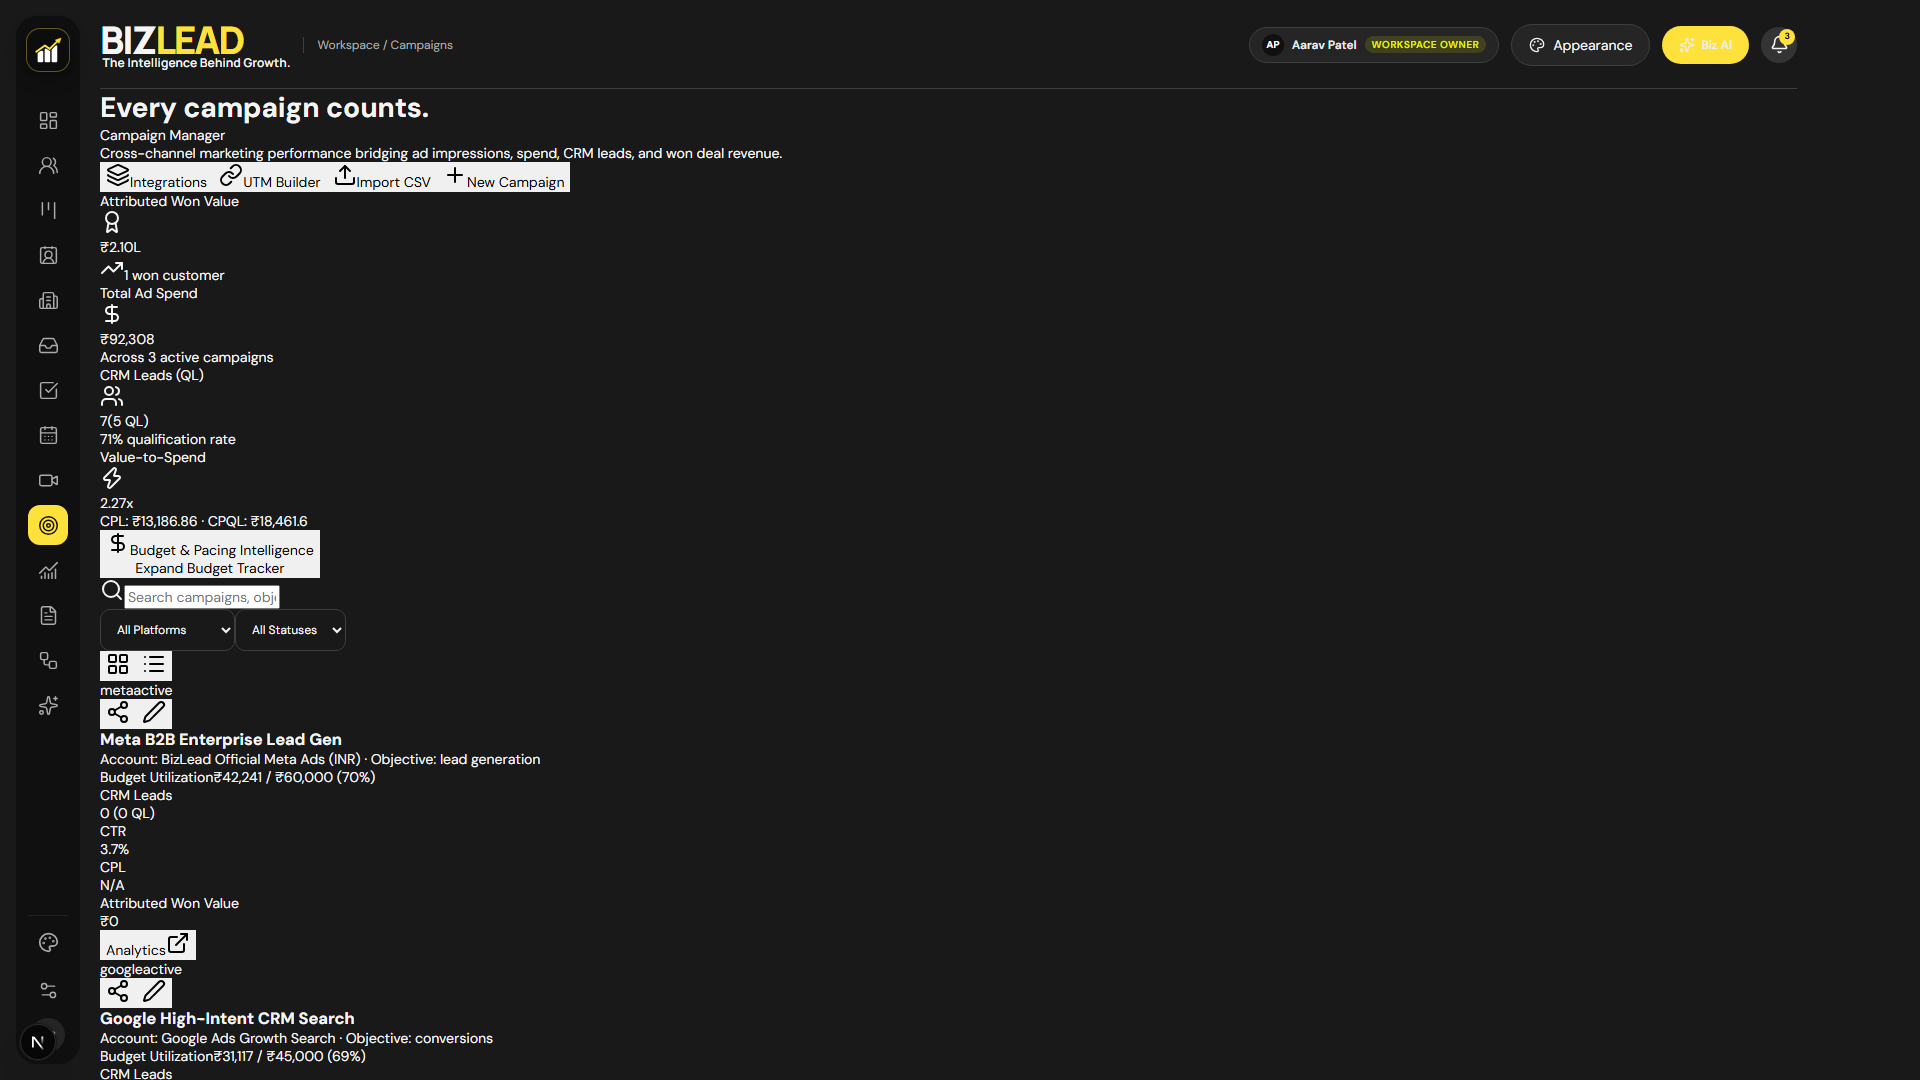 BIZLEAD
The Intelligence Behind Growth.
Workspace / Campaigns
AP Aarav Patel WORKSPACE OWNER
Appearance
Biz AI
3
Every campaign counts.
Campaign Manager
Cross-channel marketing performance bridging ad impressions, spend, CRM leads, and won deal revenue.
Integrations UTM Builder Import CSV New Campaign
Attributed Won Value
₹2.10L
1 won customer
Total Ad Spend
₹92,308
Across 3 active campaigns
CRM Leads (QL)
7(5 QL)
71% qualification rate
Value-to-Spend
2.27x
CPL: ₹13,186.86 · CPQL: ₹18,461.6
Budget & Pacing Intelligence
Expand Budget Tracker
Search campaigns, obj
All Platforms All Statuses
metaactive
Meta B2B Enterprise Lead Gen
Account: BizLead Official Meta Ads (INR) · Objective: lead generation
Budget Utilization₹42,241 / ₹60,000 (70%)
CRM Leads
0 (0 QL)
CTR
3.7%
CPL
N/A
Attributed Won Value
₹0
Analytics
googleactive
Google High-Intent CRM Search
Account: Google Ads Growth Search · Objective: conversions
Budget Utilization₹31,117 / ₹45,000 (69%)
CRM Leads
N